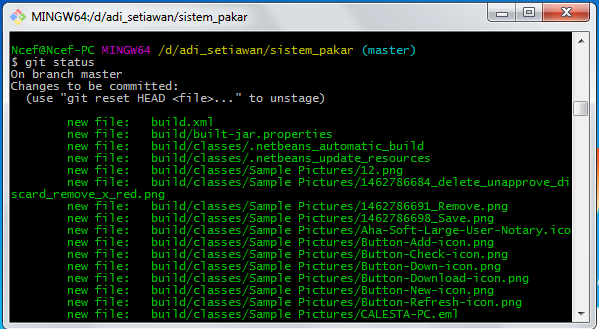 MINGW64:/d/adi_setiawan/sistem_pakar
Ncef@Ncef-PC MINGW64 /d/adi_setiawan/sistem_pakar (master)
$ git status
On branch master
Changes to be committed:
  (use "git reset HEAD <file>..." to unstage)
        new file:   build.xml
        new file:   build/built-jar.properties
        new file:   build/classes/.netbeans_automatic_build
        new file:   build/classes/.netbeans_update_resources
        new file:   build/classes/Sample Pictures/12.png
        new file:   build/classes/Sample Pictures/1462786684_delete_unapprove_di
scard_remove_x_red.png
        new file:   build/classes/Sample Pictures/1462786691_Remove.png
        new file:   build/classes/Sample Pictures/1462786698_Save.png
        new file:   build/classes/Sample Pictures/Aha-Soft-Large-User-Notary.ico
        new file:   build/classes/Sample Pictures/Button-Add-icon.png
        new file:   build/classes/Sample Pictures/Button-Check-icon.png
        new file:   build/classes/Sample Pictures/Button-Down-icon.png
        new file:   build/classes/Sample Pictures/Button-Download-icon.png
        new file:   build/classes/Sample Pictures/Button-New-icon.png
        new file:   build/classes/Sample Pictures/Button-Refresh-icon.png
        new file:   build/classes/Sample Pictures/CALESTA-PC.eml